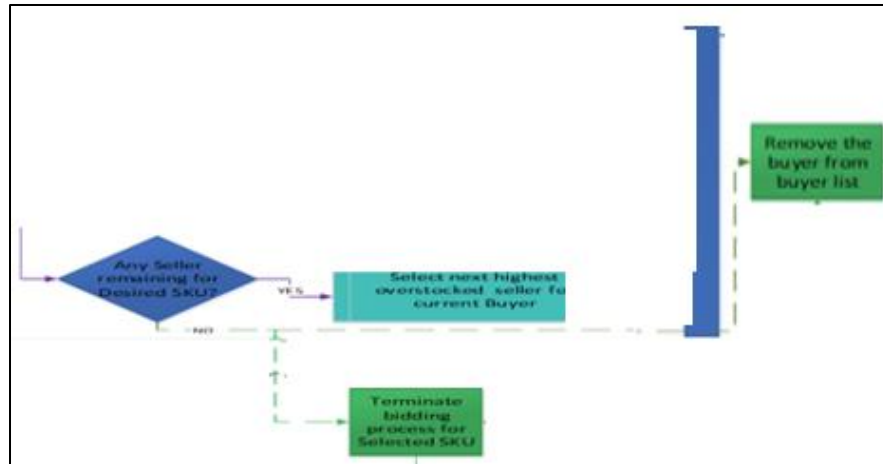 Remove the
buyer from
buyer list
Any Seller
remaining for
Desired SKU?
YES
Select next highest
overstocked seller fo
current Buyer
NO
Terminate
bidding
process for
Selected SKU